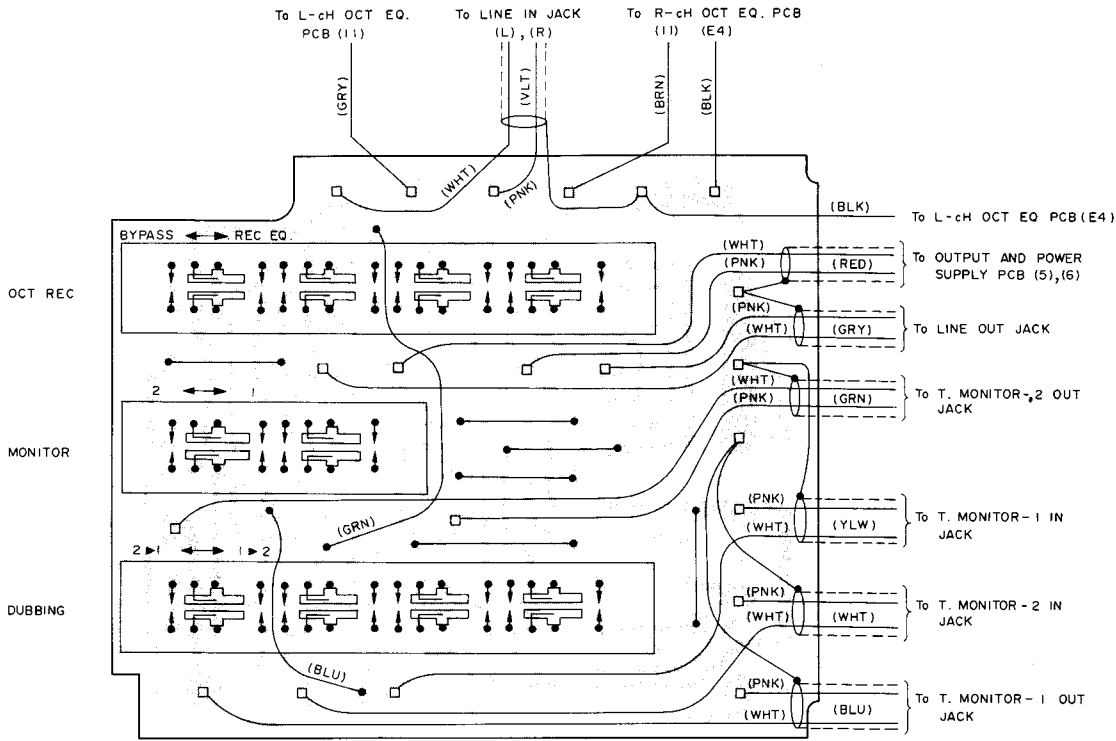 To L-cH OCT EQ.
PCB (11)
To LINE IN JACK
(L), (R)
To R-cH OCT EQ. PCB
(11) (E4)
(GRY)
(VLT)
(BRN)
(BLK)
(WHT)
(PNK)
(BLK)
To L-cH OCT EQ PCB (E4)
BYPASS REC EQ.
(WHT)
(PNK)
(RED)
To OUTPUT AND POWER
SUPPLY PCB (5),(6)
OCT REC
(PNK)
(WHT)
(GRY)
To LINE OUT JACK
2 1
(WHT)
(PNK)
(GRN)
To T. MONITOR-2 OUT
JACK
MONITOR
(GRN)
(PNK)
(WHT)
(YLW)
To T. MONITOR-1 IN
JACK
2 1 1 2
DUBBING
(PNK)
(WHT)
(WHT)
To T. MONITOR-2 IN
JACK
(BLU)
(PNK)
(WHT)
(BLU)
To T. MONITOR-1 OUT
JACK